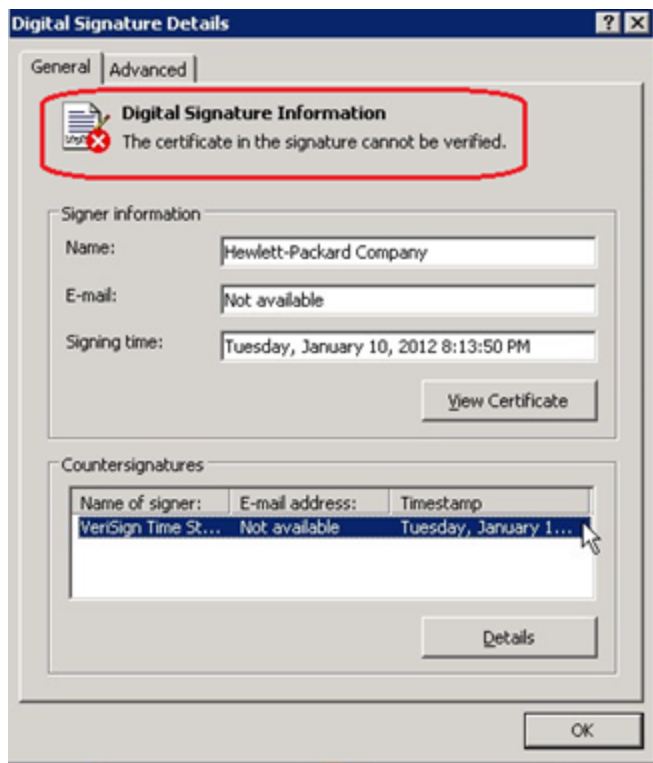 Digital Signature Details
General Advanced
Digital Signature Information
The certificate in the signature cannot be verified.
Signer information
Name: Hewlett-Packard Company
E-mail: Not available
Signing time: Tuesday, January 10, 2012 8:13:50 PM
View Certificate
Countersignatures
Name of signer: E-mail address: Timestamp
VeriSign Time St... Not available Tuesday, January 1...
Details
OK